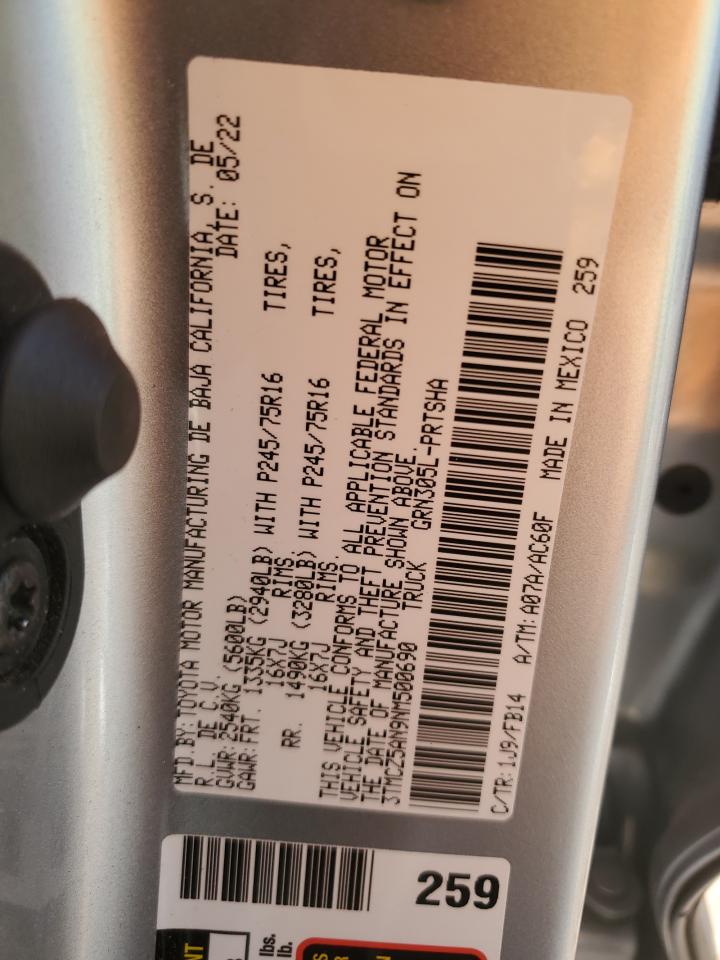 MFD.BY:TOYOTA MOTOR MANUFACTURING DE BAJA CALIFORNIA, S. DE
R.L. DE C.V. DATE: 05/22
GVWR:2540KG (5600LB)
GAWR:FRT. 1335KG (2940LB) WITH P245/75R16 TIRES,
16X7J RIMS
RR. 1490KG (3280LB) WITH P245/75R16 TIRES,
16X7J RIMS.
THIS VEHICLE CONFORMS TO ALL APPLICABLE FEDERAL MOTOR
VEHICLE SAFETY AND THEFT PREVENTION STANDARDS IN EFFECT ON
THE DATE OF MANUFACTURE SHOWN ABOVE.
3TMCZ5AN9NM500690 TRUCK GRN305L-PRTSHA
C/TR:1J9/FB14 A/TM:A07A/AC60F MADE IN MEXICO 259
259
lbs.
lb.